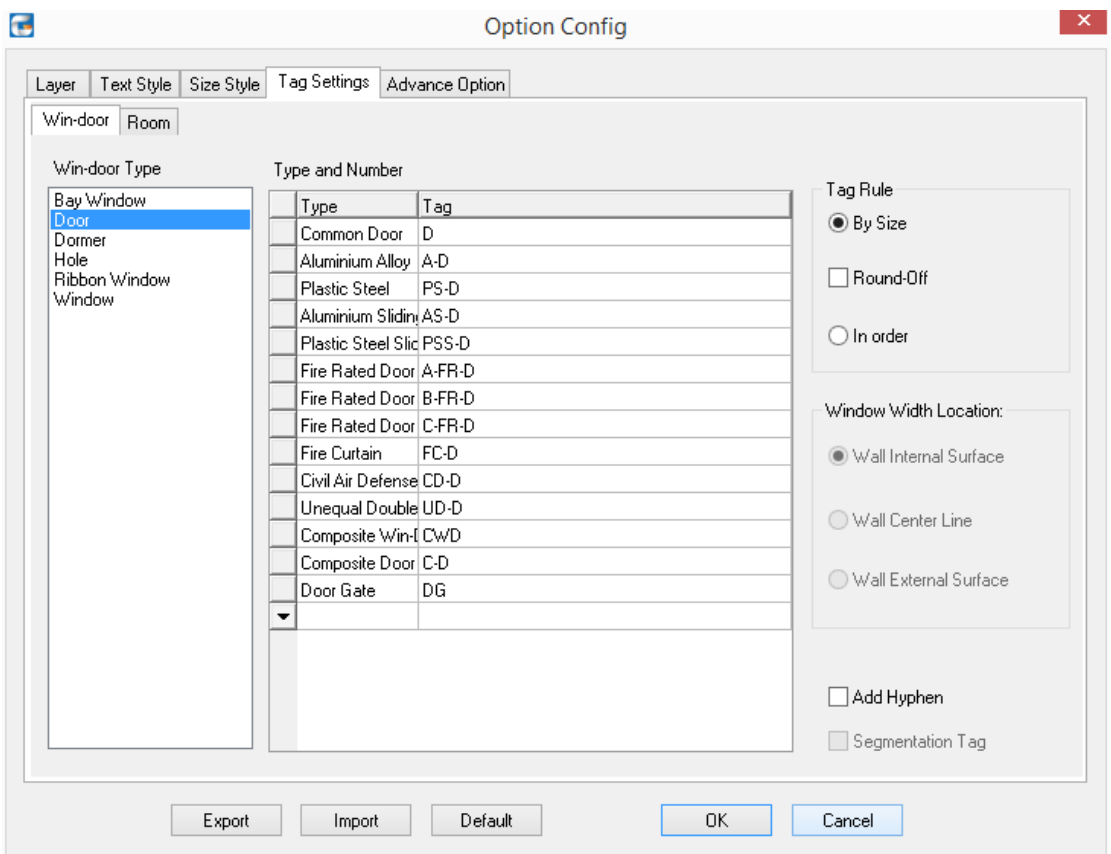 Option Config
Layer Text Style Size Style Tag Settings Advance Option
Win-door Room
Win-door Type
Bay Window
Door
Dormer
Hole
Ribbon Window
Window
Type and Number
Type Tag
Common Door D
Aluminium Alloy A-D
Plastic Steel PS-D
Aluminium Sliding AS-D
Plastic Steel Slic PSS-D
Fire Rated Door A-FR-D
Fire Rated Door B-FR-D
Fire Rated Door C-FR-D
Fire Curtain FC-D
Civil Air Defense CD-D
Unequal Double UD-D
Composite Win-D CWD
Composite Door C-D
Door Gate DG
Tag Rule
By Size
Round-Off
In order
Window Width Location:
Wall Internal Surface
Wall Center Line
Wall External Surface
Add Hyphen
Segmentation Tag
Export Import Default OK Cancel